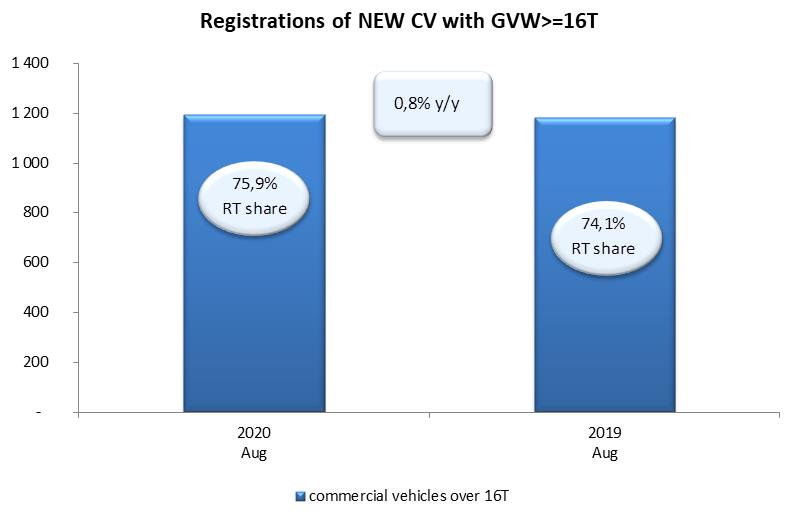 Registrations of NEW CV with GVW>=16T
1 400
1 200
1 000
800
600
400
200
-
0,8% y/y
75,9%
RT share
74,1%
RT share
2020
Aug
2019
Aug
commercial vehicles over 16T